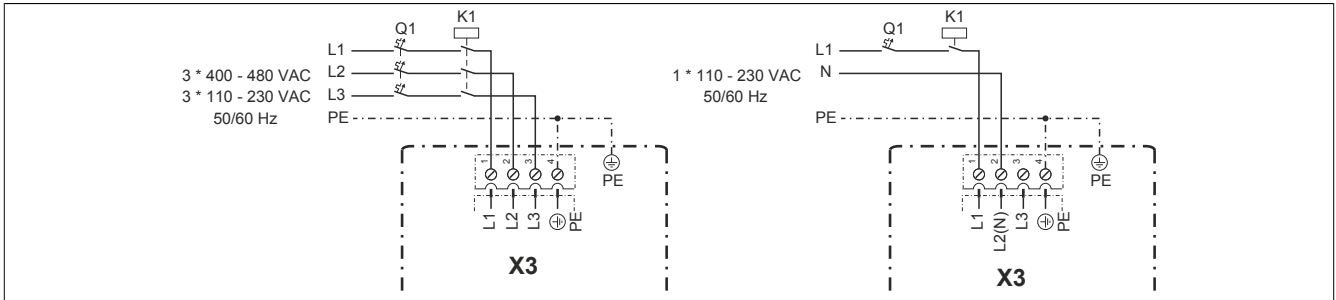 Q1
K1
L1
3 * 400 - 480 VAC L2
3 * 110 - 230 VAC L3
50/60 Hz
PE
1 2 3 4
PE
L1 L2 L3 PE
X3
Q1
K1
L1
1 * 110 - 230 VAC N
50/60 Hz
PE
1 2 3 4
PE
L1 L2(N) L3 PE
X3